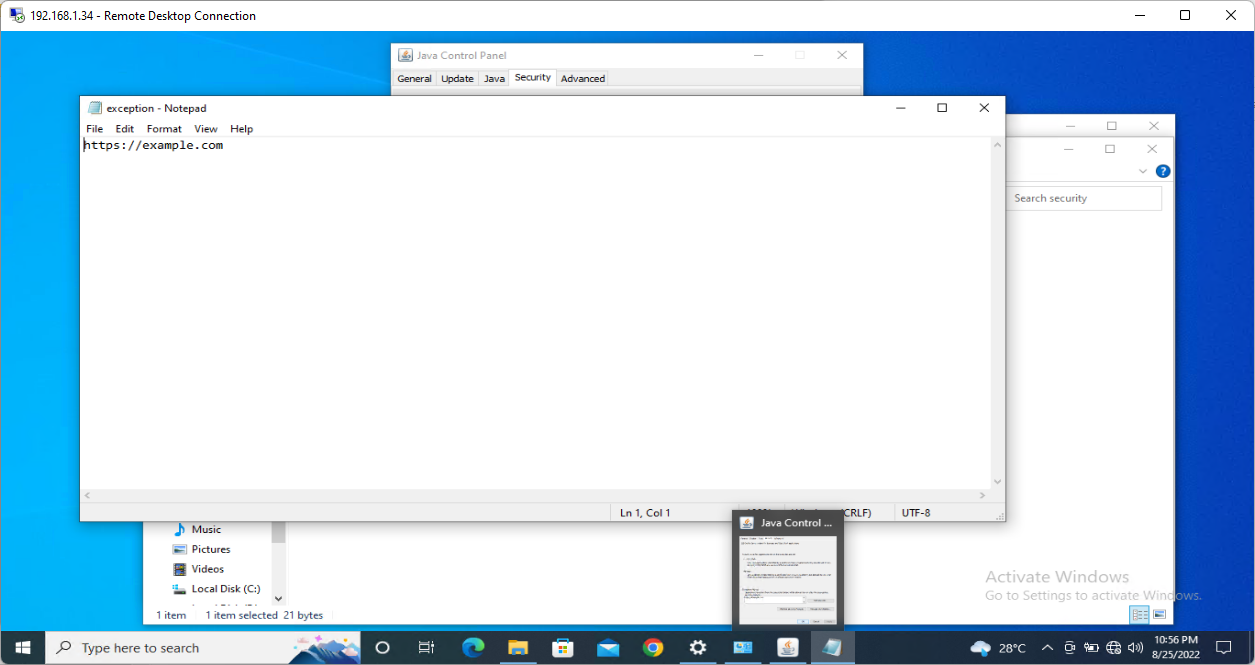 192.168.1.34 - Remote Desktop Connection
Java Control Panel
General Update Java Security Advanced
exception - Notepad
File Edit Format View Help
https://example.com
Search security
Ln 1, Col 1
(CRLF)
UTF-8
Java Control ...
Music
Pictures
Videos
Local Disk (C:)
1 item 1 item selected 21 bytes
Activate Windows
Go to Settings to activate Windows.
Type here to search
28°C
10:56 PM
8/25/2022